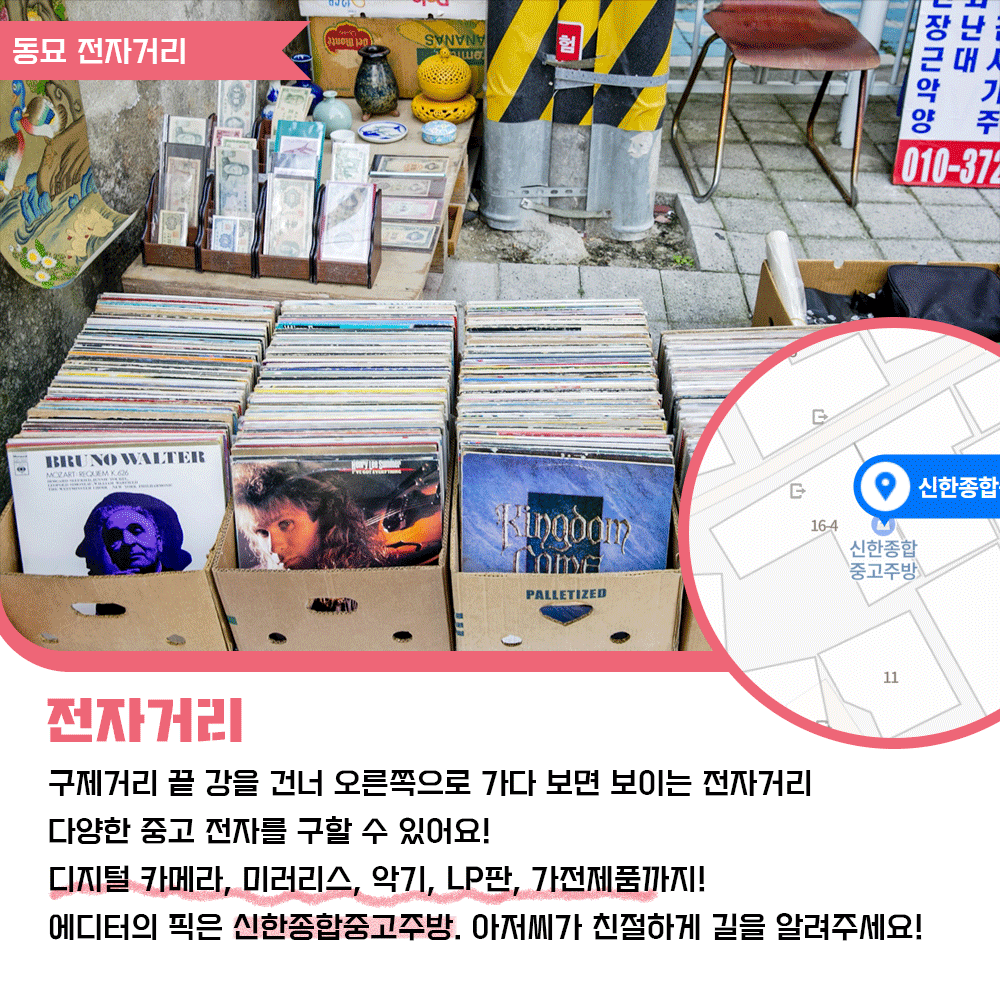 동묘 전자거리
Del Monte
BANANAS
험
장 난
근 대
악 기
양 주
010-372
BRUNO WALTER
MOZART·REQUIEM K.626
Kingdom
Come
PALLETIZED
신한종합
16-4
신한종합
중고주방
11
전자거리
구제거리 끝 강을 건너 오른쪽으로 가다 보면 보이는 전자거리
다양한 중고 전자를 구할 수 있어요!
디지털 카메라, 미러리스, 악기, LP판, 가전제품까지!
에디터의 픽은 신한종합중고주방. 아저씨가 친절하게 길을 알려주세요!